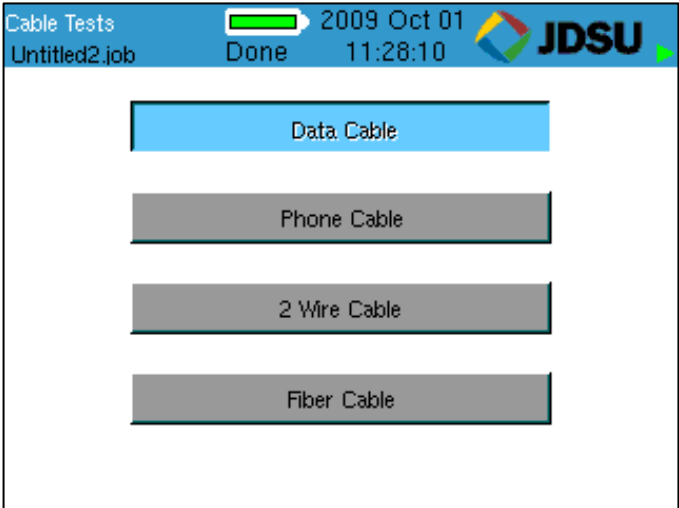 Cable Tests
2009 Oct 01
JDSU
Untitled2.job
Done
11:28:10
Data Cable
Phone Cable
2 Wire Cable
Fiber Cable